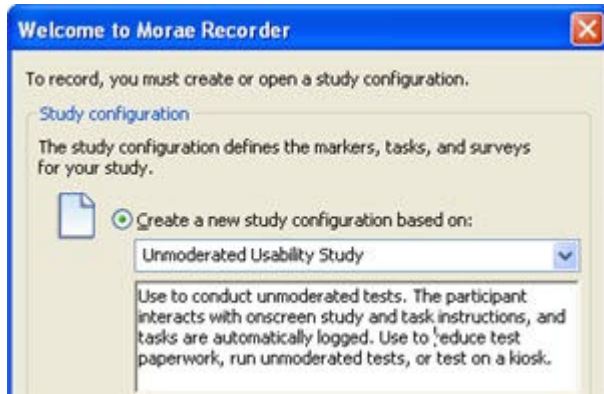 Welcome to Morae Recorder
To record, you must create or open a study configuration.
Study configuration
The study configuration defines the markers, tasks, and surveys
for your study.
Create a new study configuration based on:
Unmoderated Usability Study
Use to conduct unmoderated tests. The participant
interacts with onscreen study and task instructions, and
tasks are automatically logged. Use to reduce test
paperwork, run unmoderated tests, or test on a kiosk.